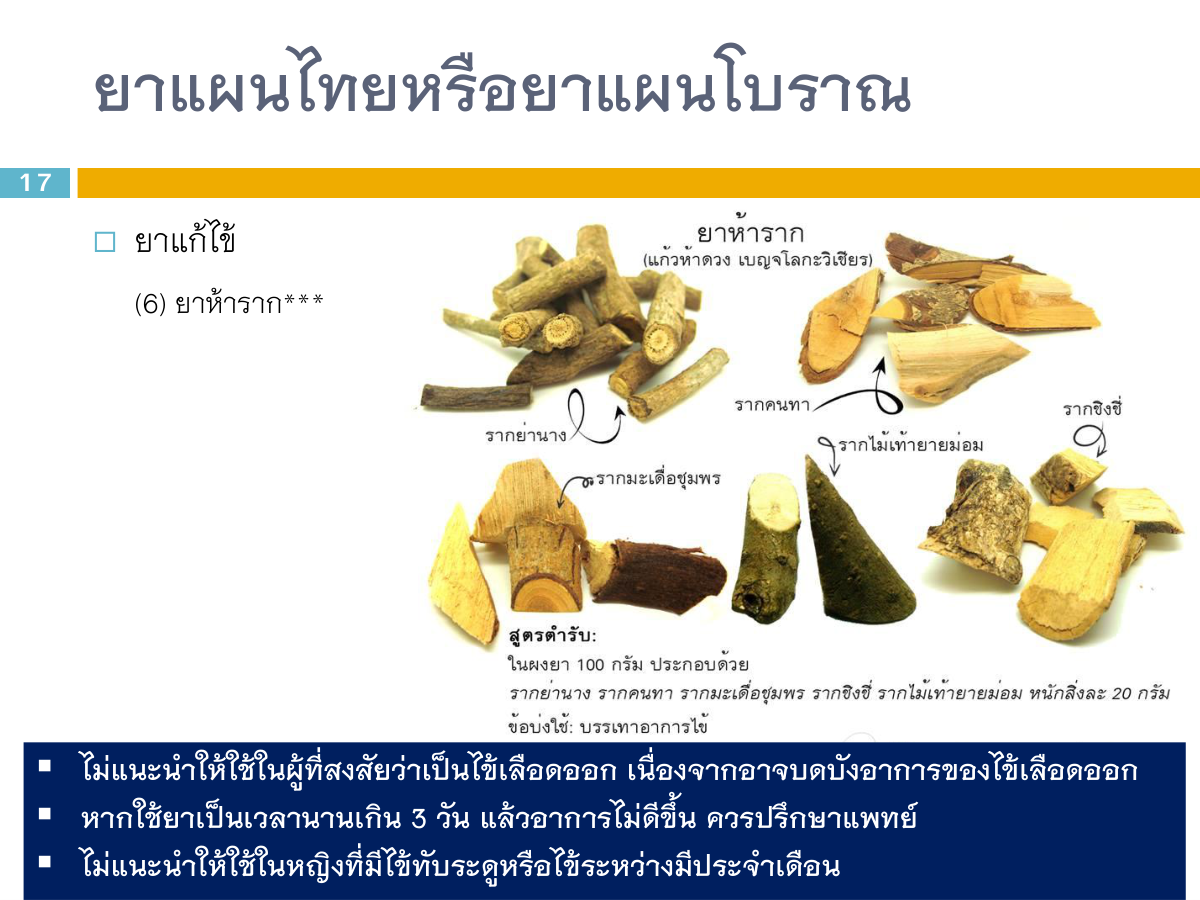 ยาแผนไทยหรือยาแผนโบราณ
17
ยาแก้ไข้
(6) ยาห้าราก***
ยาห้าราก
(แก้วห้าดวง เบญจโลกะวิเชียร)
รากคนทา
รากชิงชี่
รากย่านาง
รากไม้เท้ายายม่อม
รากมะเดื่อชุมพร
สูตรตำรับ:
ในผงยา 100 กรัม ประกอบด้วย
รากย่านาง รากคนทา รากมะเดื่อชุมพร รากชิงชี่ รากไม้เท้ายายม่อม หนักสิ่งละ 20 กรัม
ข้อบ่งใช้: บรรเทาอาการไข้
▪ ไม่แนะนำให้ใช้ในผู้ที่สงสัยว่าเป็นไข้เลือดออก เนื่องจากอาจบดบังอาการของไข้เลือดออก
▪ หากใช้ยาเป็นเวลานานเกิน 3 วัน แล้วอาการไม่ดีขึ้น ควรปรึกษาแพทย์
▪ ไม่แนะนำให้ใช้ในหญิงที่มีไข้ทับระดูหรือไข้ระหว่างมีประจำเดือน